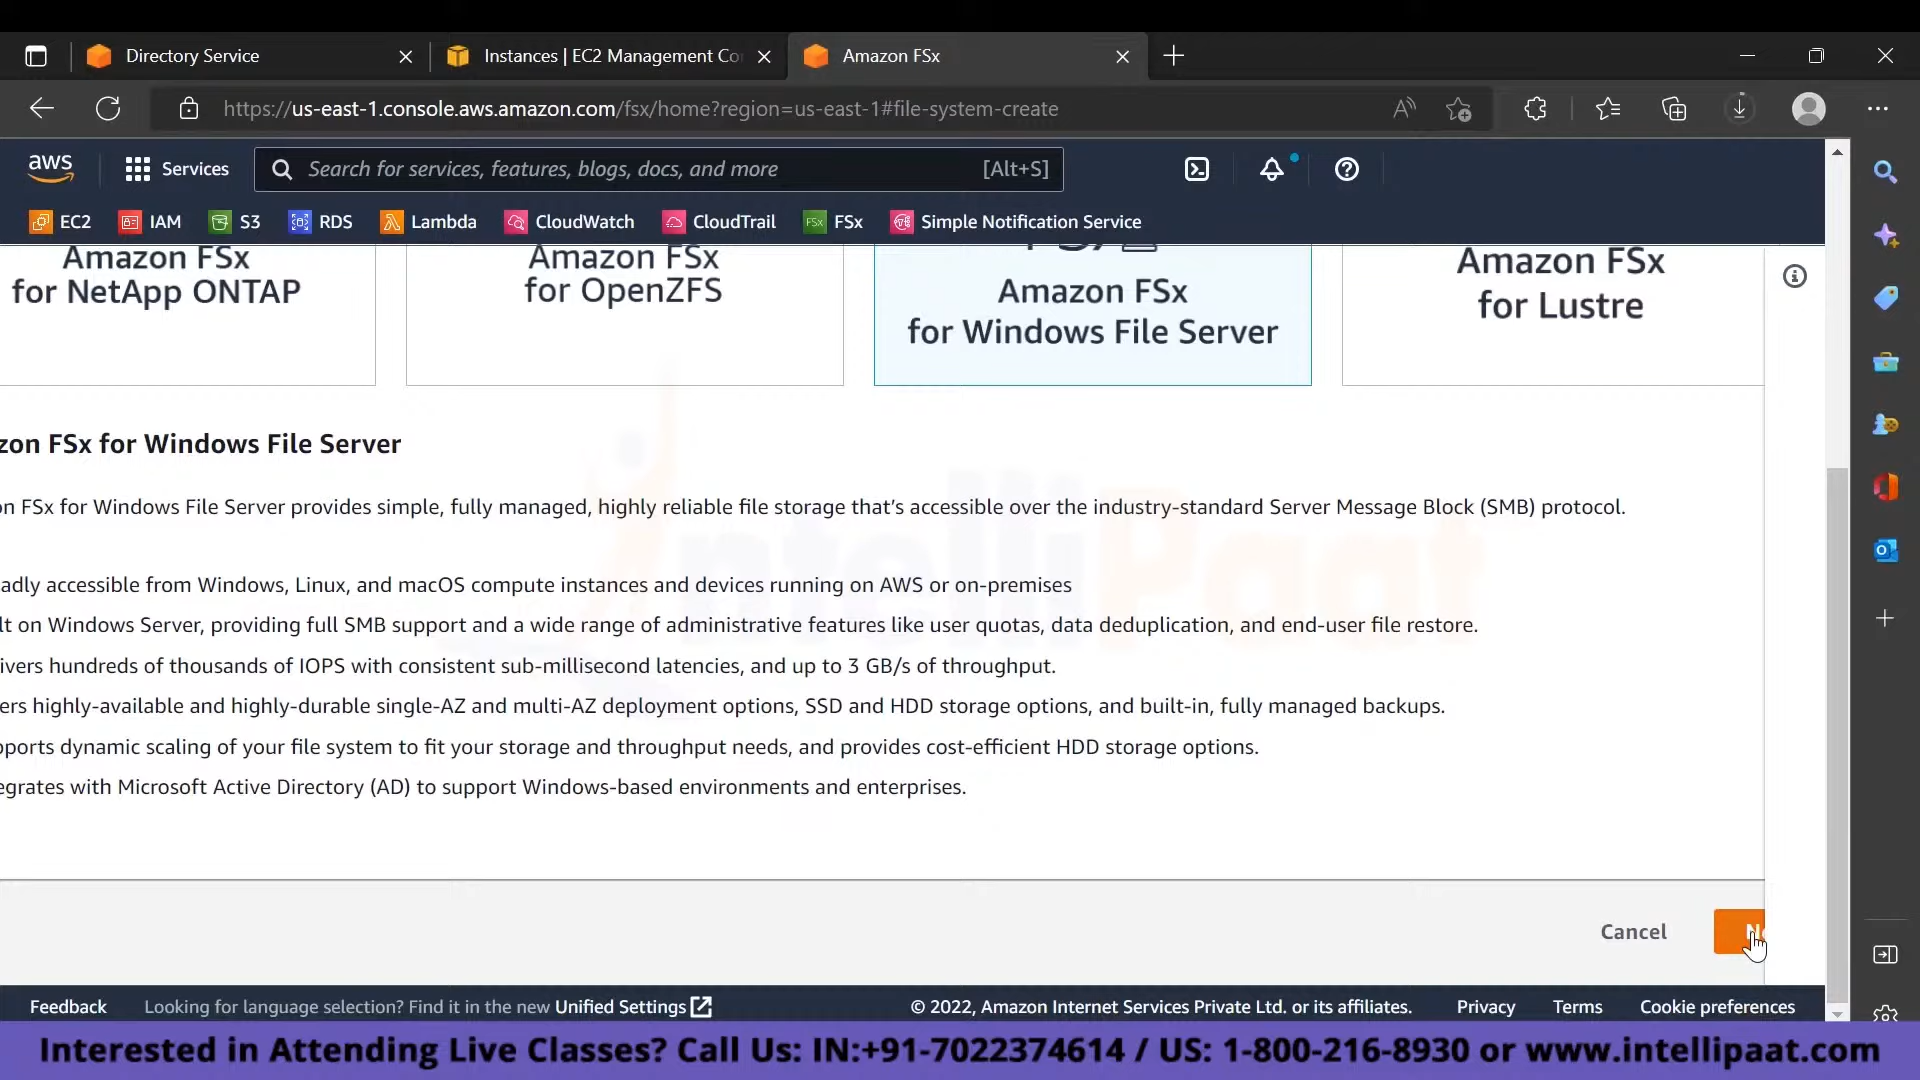 Directory Service
Instances | EC2 Management Co
Amazon FSx
https://us-east-1.console.aws.amazon.com/fsx/home?region=us-east-1#file-system-create
aws
Services
Search for services, features, blogs, docs, and more
[Alt+S]
EC2
IAM
S3
RDS
Lambda
CloudWatch
CloudTrail
FSx
FSx
Simple Notification Service
Amazon FSx
for NetApp ONTAP
Amazon FSx
for OpenZFS
Amazon FSx
for Windows File Server
Amazon FSx
for Lustre
zon FSx for Windows File Server
on FSx for Windows File Server provides simple, fully managed, highly reliable file storage that's accessible over the industry-standard Server Message Block (SMB) protocol.
adly accessible from Windows, Linux, and macOS compute instances and devices running on AWS or on-premises
lt on Windows Server, providing full SMB support and a wide range of administrative features like user quotas, data deduplication, and end-user file restore.
ivers hundreds of thousands of IOPS with consistent sub-millisecond latencies, and up to 3 GB/s of throughput.
ers highly-available and highly-durable single-AZ and multi-AZ deployment options, SSD and HDD storage options, and built-in, fully managed backups.
pports dynamic scaling of your file system to fit your storage and throughput needs, and provides cost-efficient HDD storage options.
egrates with Microsoft Active Directory (AD) to support Windows-based environments and enterprises.
intelliPaat
Cancel
Feedback
Looking for language selection? Find it in the new Unified Settings
© 2022, Amazon Internet Services Private Ltd. or its affiliates.
Privacy
Terms
Cookie preferences
Interested in Attending Live Classes? Call Us: IN:+91-7022374614 / US: 1-800-216-8930 or www.intellipaat.com